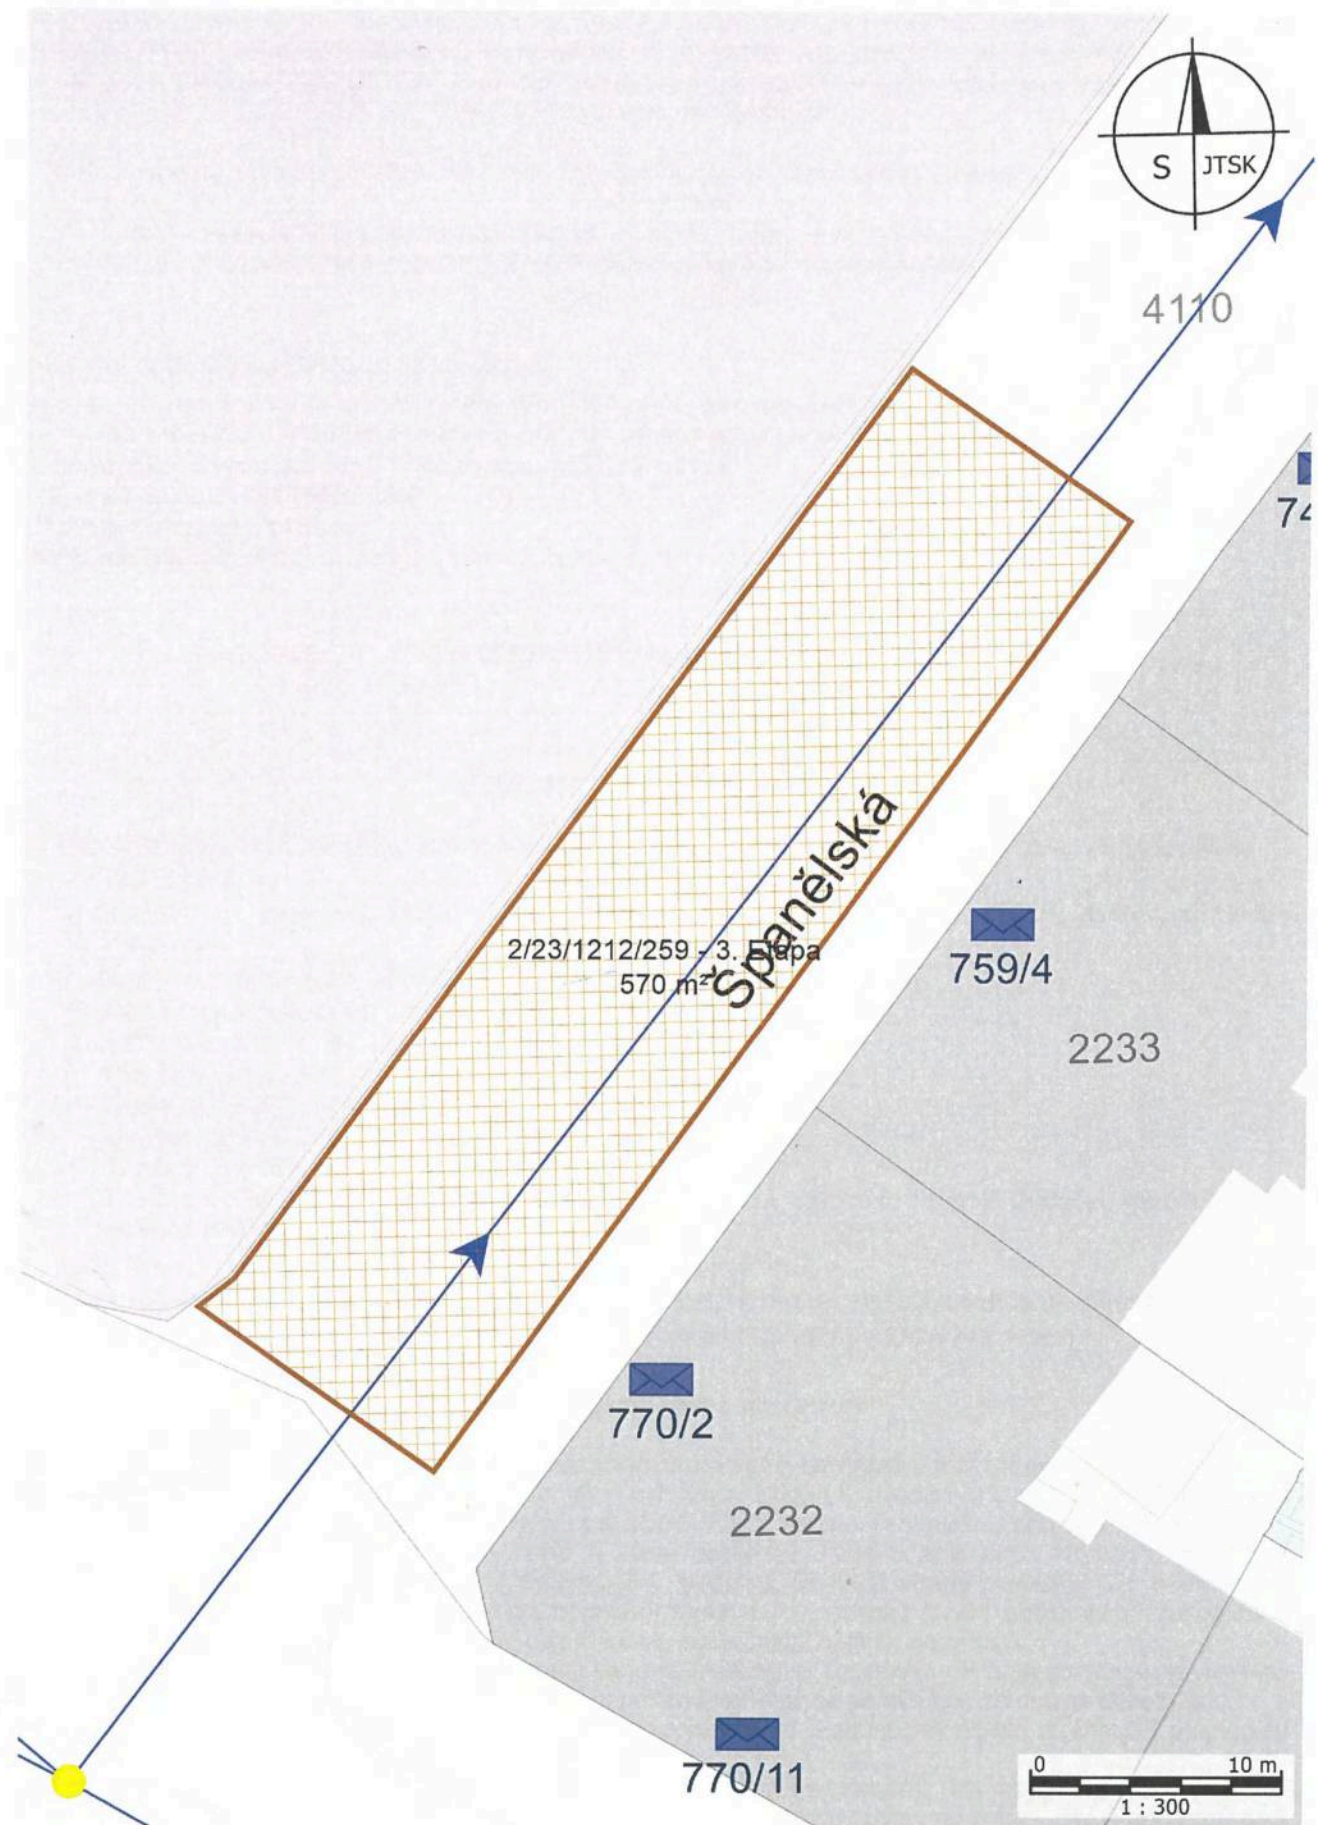 S JTSK
4110
74
Španělská
2/23/1212/259 - 3. Etapa
570 m²
759/4
2233
770/2
2232
770/11
0 10 m
1 : 300